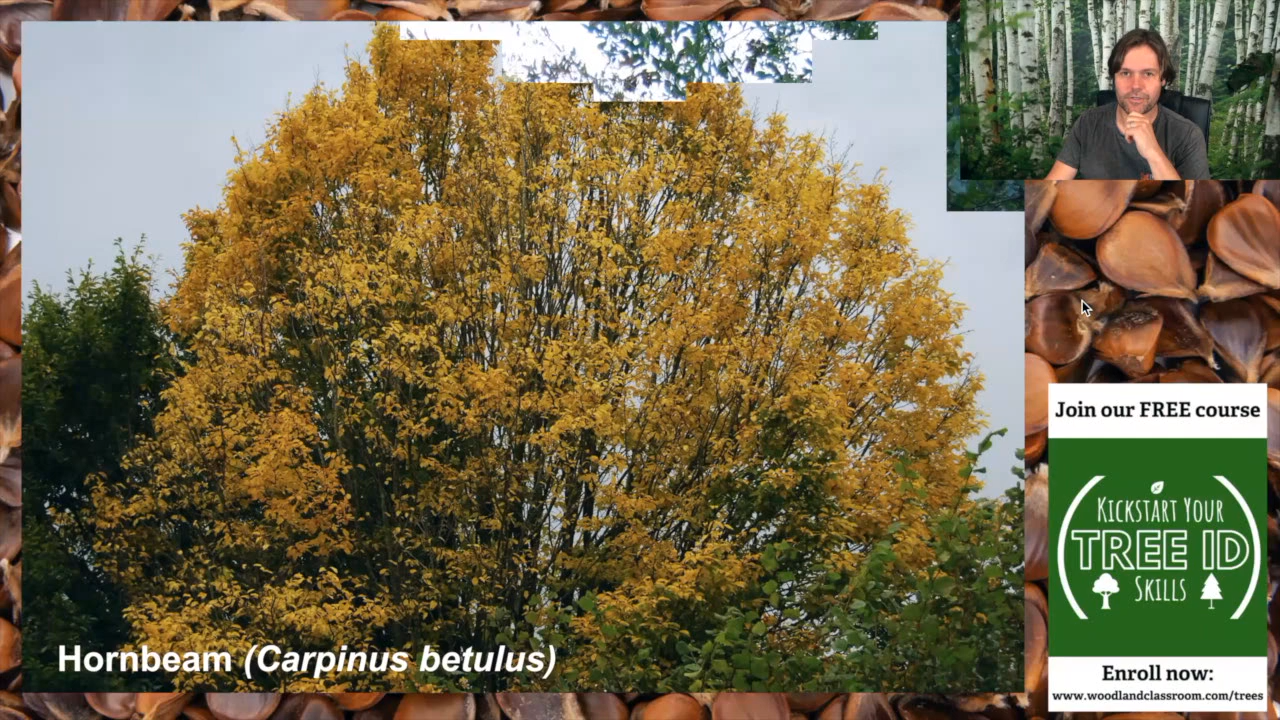 Hornbeam (Carpinus betulus)
Join our FREE course
KICKSTART YOUR
TREE ID
SKILLS
Enroll now:
www.woodlandclassroom.com/trees